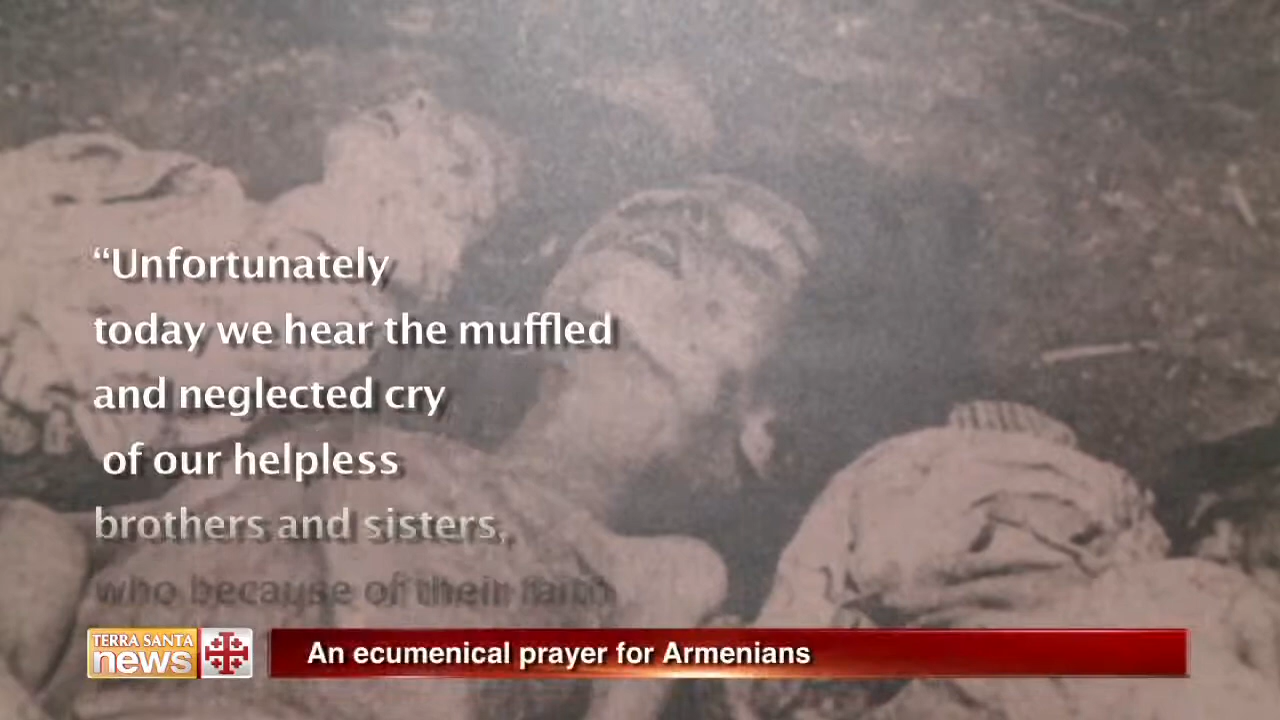 “Unfortunately
today we hear the muffled
and neglected cry
of our helpless
brothers and sisters,
who because of their faith
TERRA SANTA
news
An ecumenical prayer for Armenians